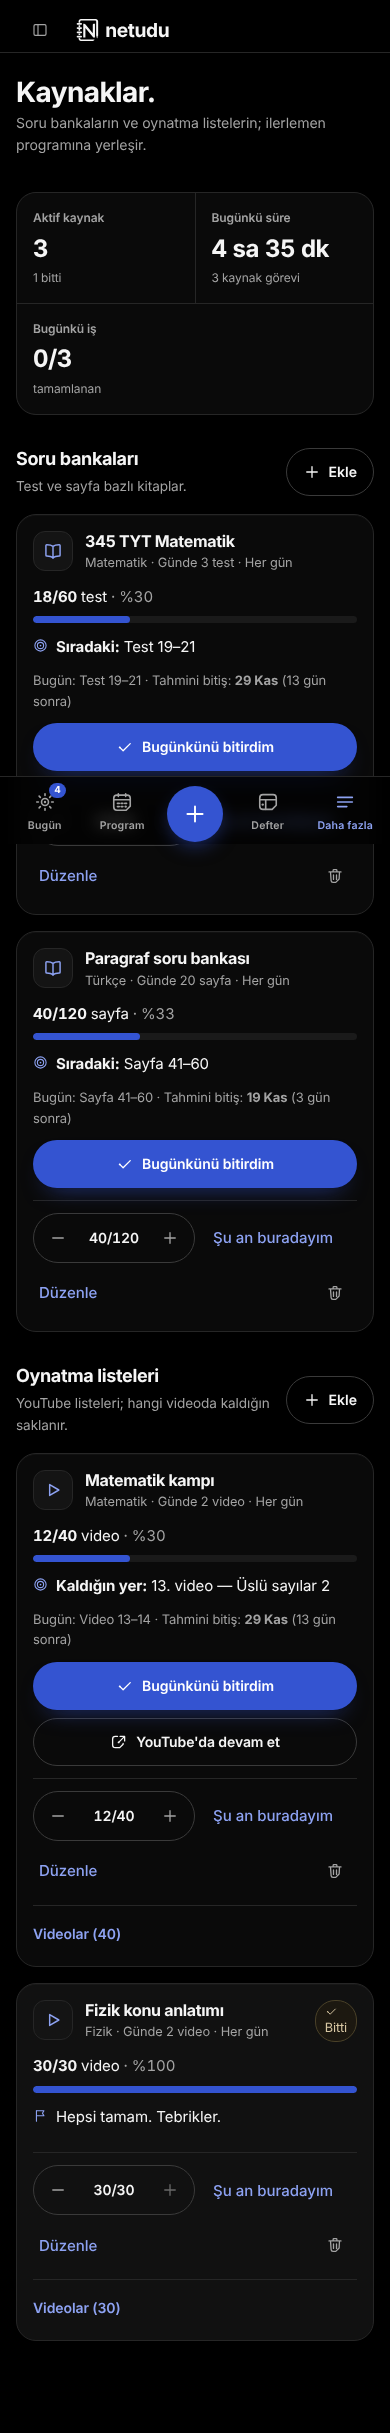 netudu
Kaynaklar.
Soru bankaların ve oynatma listelerin; ilerlemen
programına yerleşir.
Aktif kaynak
3
1 bitti
Bugünkü süre
4 sa 35 dk
3 kaynak görevi
Bugünkü iş
0/3
tamamlanan
Soru bankaları
Test ve sayfa bazlı kitaplar.
Ekle
345 TYT Matematik
Matematik · Günde 3 test · Her gün
18/60 test · %30
Sıradaki: Test 19–21
Bugün: Test 19–21 · Tahmini bitiş: 29 Kas (13 gün
sonra)
Bugünkünü bitirdim
4
Bugün
Program
Defter
Daha fazla
Düzenle
Paragraf soru bankası
Türkçe · Günde 20 sayfa · Her gün
40/120 sayfa · %33
Sıradaki: Sayfa 41–60
Bugün: Sayfa 41–60 · Tahmini bitiş: 19 Kas (3 gün
sonra)
Bugünkünü bitirdim
40/120
Şu an buradayım
Düzenle
Oynatma listeleri
YouTube listeleri; hangi videoda kaldığın
saklanır.
Ekle
Matematik kampı
Matematik · Günde 2 video · Her gün
12/40 video · %30
Kaldığın yer: 13. video — Üslü sayılar 2
Bugün: Video 13–14 · Tahmini bitiş: 29 Kas (13 gün
sonra)
Bugünkünü bitirdim
YouTube'da devam et
12/40
Şu an buradayım
Düzenle
Videolar (40)
Fizik konu anlatımı
Fizik · Günde 2 video · Her gün
Bitti
30/30 video · %100
Hepsi tamam. Tebrikler.
30/30
Şu an buradayım
Düzenle
Videolar (30)